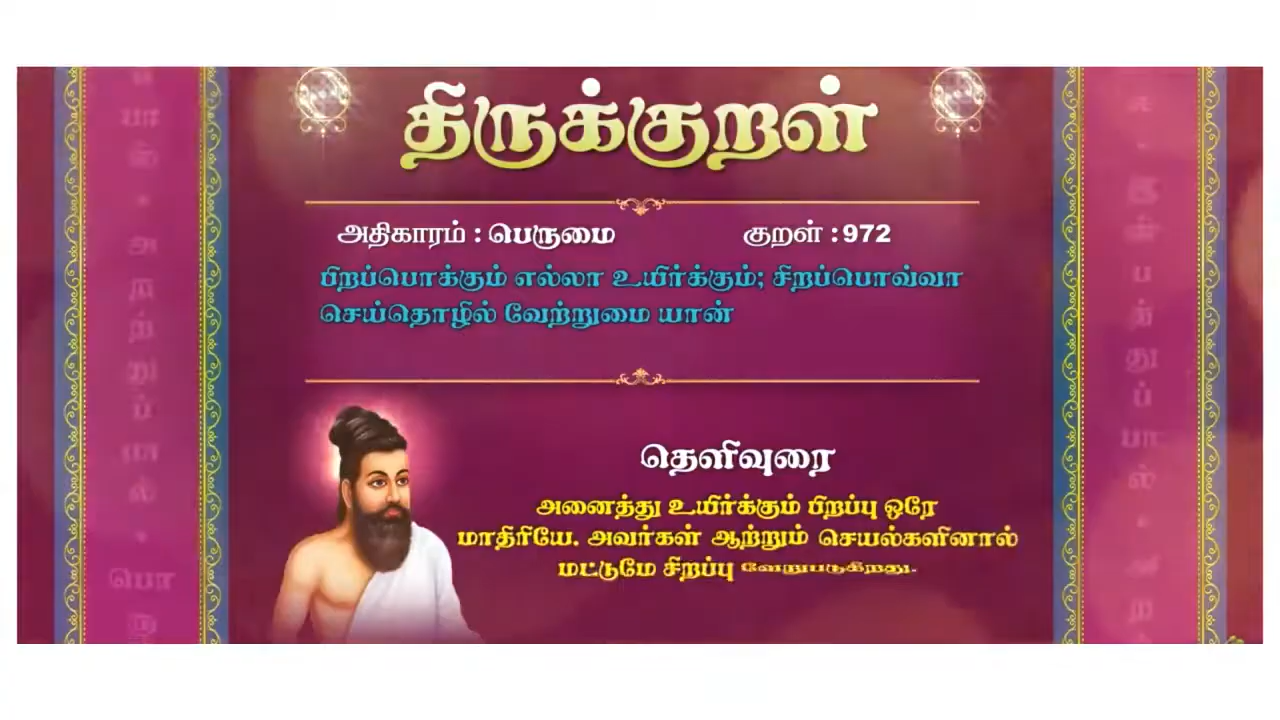 திருக்குறள்
அதிகாரம் : பெருமை
குறள் : 972
பிறப்பொக்கும் எல்லா உயிர்க்கும்; சிறப்பொவ்வா
செய்தொழில் வேற்றுமை யான்
தெளிவுரை
அனைத்து உயிர்க்கும் பிறப்பு ஒரே
மாதிரியே. அவர்கள் ஆற்றும் செயல்களினால்
மட்டுமே சிறப்பு வேறுபடுகிறது.